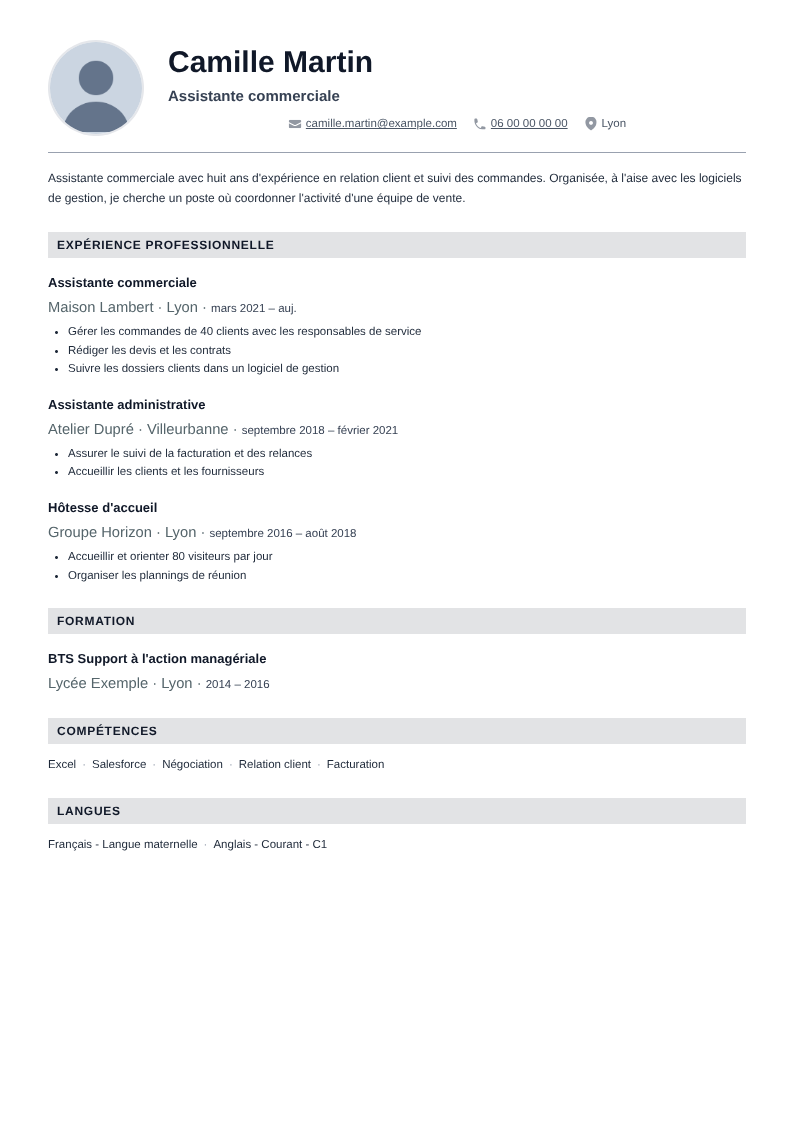 Camille Martin
Assistante commerciale
camille.martin@example.com 06 00 00 00 00 Lyon
Assistante commerciale avec huit ans d'expérience en relation client et suivi des commandes. Organisée, à l'aise avec les logiciels
de gestion, je cherche un poste où coordonner l'activité d'une équipe de vente.
EXPÉRIENCE PROFESSIONNELLE
Assistante commerciale
Maison Lambert · Lyon · mars 2021 – auj.
• Gérer les commandes de 40 clients avec les responsables de service
• Rédiger les devis et les contrats
• Suivre les dossiers clients dans un logiciel de gestion
Assistante administrative
Atelier Dupré · Villeurbanne · septembre 2018 – février 2021
• Assurer le suivi de la facturation et des relances
• Accueillir les clients et les fournisseurs
Hôtesse d'accueil
Groupe Horizon · Lyon · septembre 2016 – août 2018
• Accueillir et orienter 80 visiteurs par jour
• Organiser les plannings de réunion
FORMATION
BTS Support à l'action managériale
Lycée Exemple · Lyon · 2014 – 2016
COMPÉTENCES
Excel · Salesforce · Négociation · Relation client · Facturation
LANGUES
Français - Langue maternelle · Anglais - Courant - C1